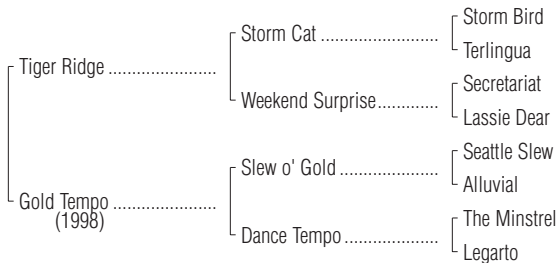 Storm Bird
Storm Cat ....................
Terlingua
Tiger Ridge ......................
Secretariat
Weekend Surprise .............
Lassie Dear
Seattle Slew
Slew o' Gold ....................
Alluvial
Gold Tempo ......................
(1998)
The Minstrel
Dance Tempo ...................
Legarto